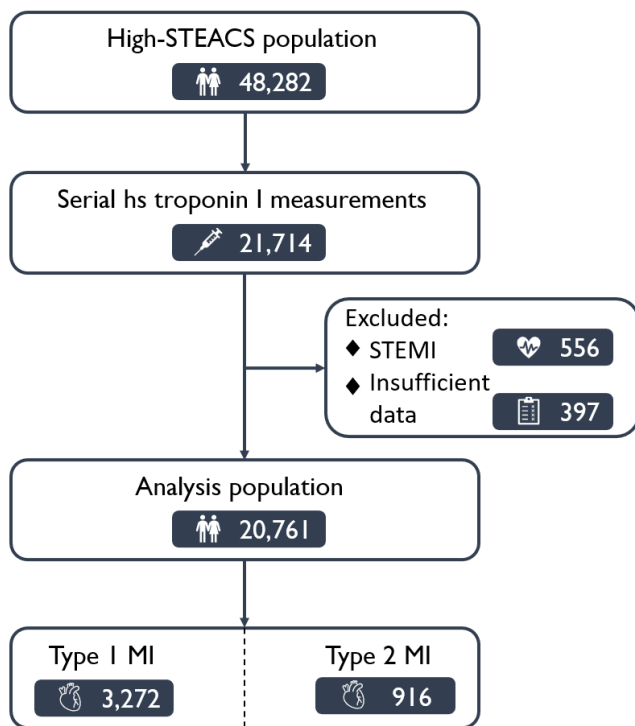 High-STEACS population
48,282
Serial hs troponin I measurements
21,714
Excluded:
♦ STEMI
556
♦ Insufficient
data
397
Analysis population
20,761
Type 1 MI
3,272
Type 2 MI
916